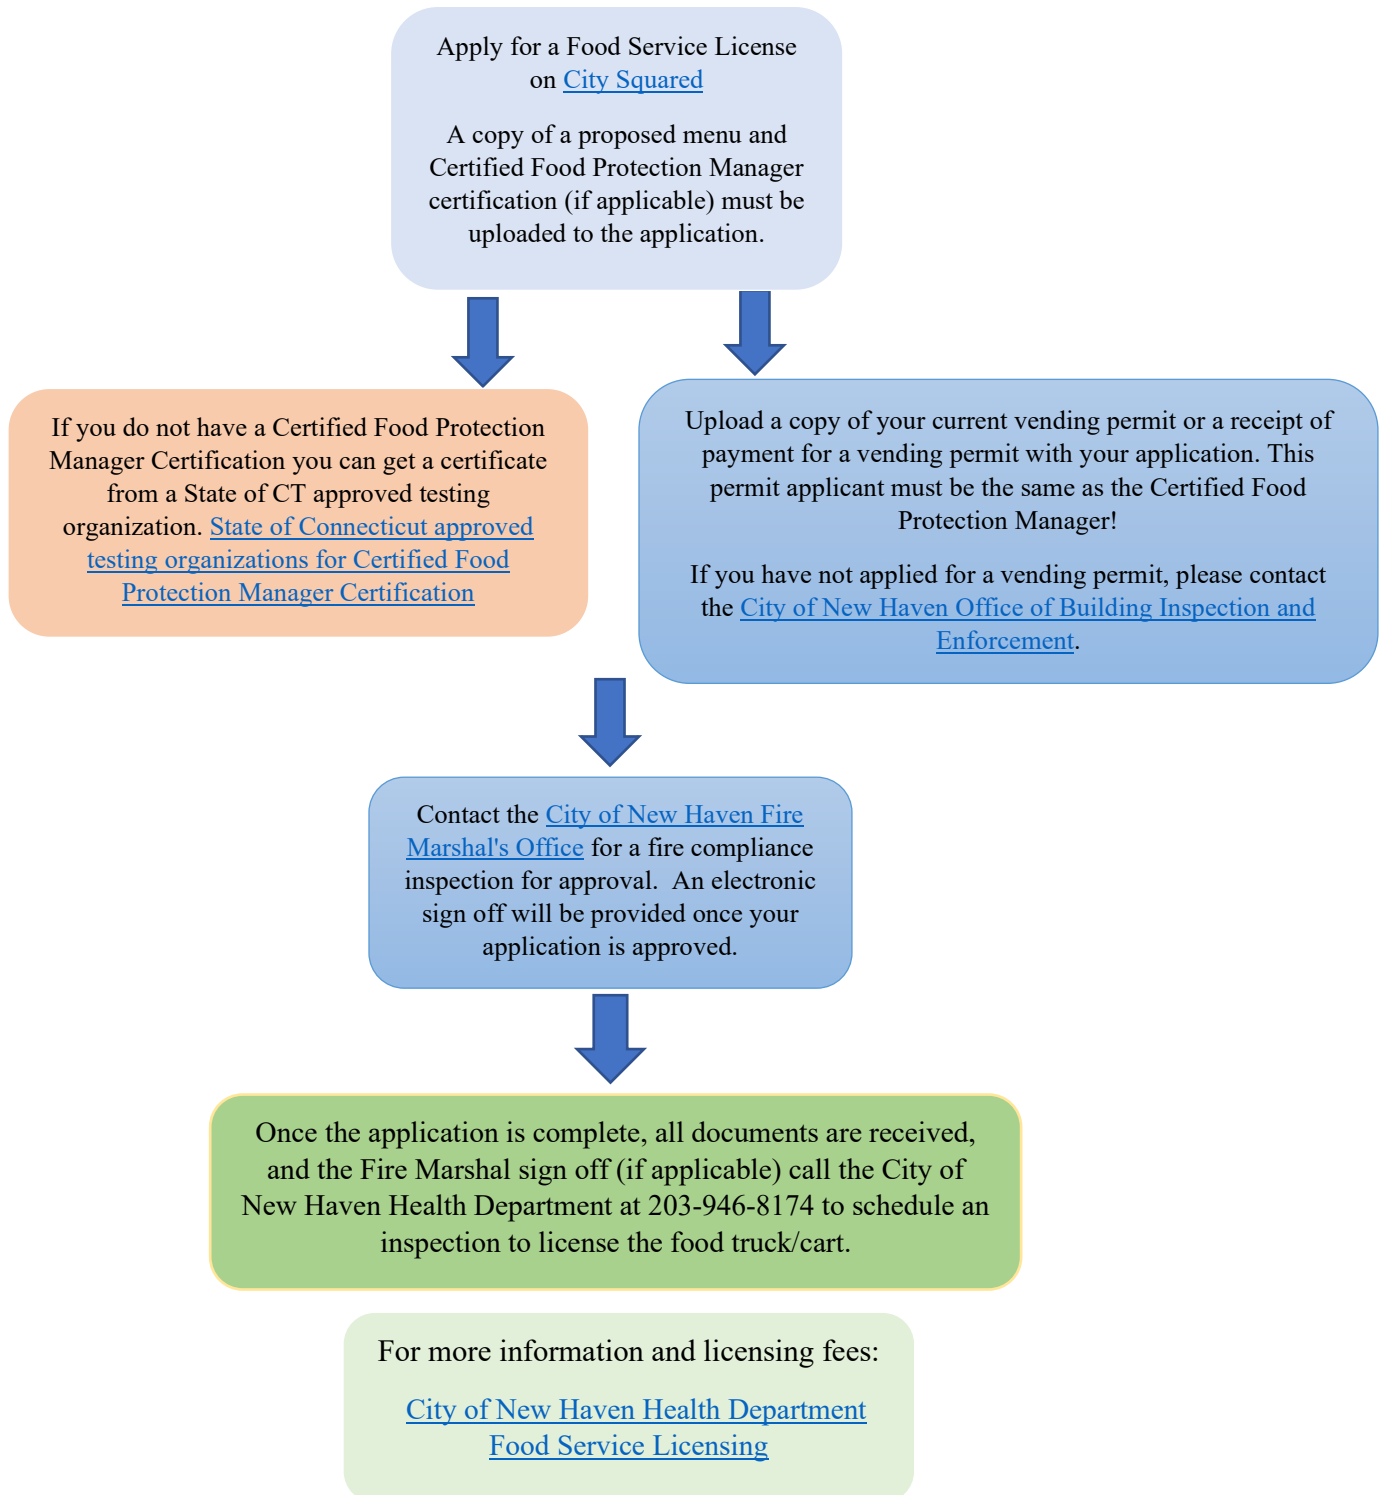 Apply for a Food Service License
on City Squared
A copy of a proposed menu and
Certified Food Protection Manager
certification (if applicable) must be
uploaded to the application.
If you do not have a Certified Food Protection
Manager Certification you can get a certificate
from a State of CT approved testing
organization. State of Connecticut approved
testing organizations for Certified Food
Protection Manager Certification
Upload a copy of your current vending permit or a receipt of
payment for a vending permit with your application. This
permit applicant must be the same as the Certified Food
Protection Manager!
If you have not applied for a vending permit, please contact
the City of New Haven Office of Building Inspection and
Enforcement.
Contact the City of New Haven Fire
Marshal's Office for a fire compliance
inspection for approval.  An electronic
sign off will be provided once your
application is approved.
Once the application is complete, all documents are received,
and the Fire Marshal sign off (if applicable) call the City of
New Haven Health Department at 203-946-8174 to schedule an
inspection to license the food truck/cart.
For more information and licensing fees:
City of New Haven Health Department
Food Service Licensing